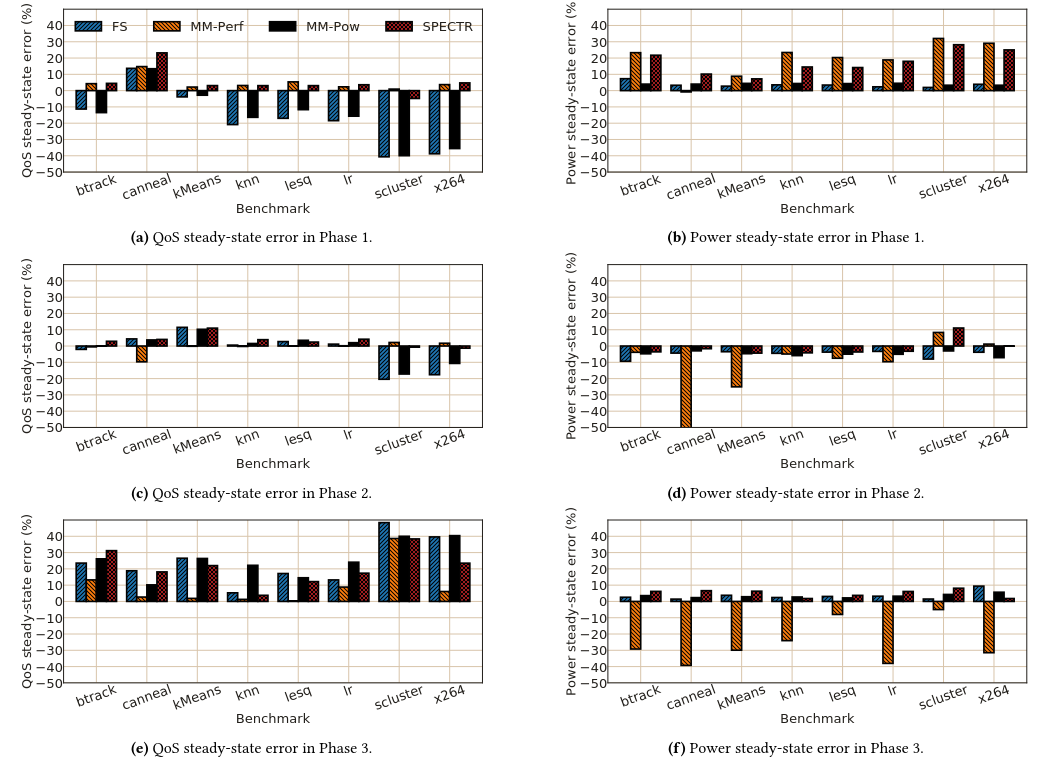 FS MM-Perf MM-Pow SPECTR
QoS steady-state error (%)
40
30
20
10
0
−10
−20
−30
−40
−50
btrack canneal kMeans knn lesq lr scluster x264
Benchmark
(a) QoS steady-state error in Phase 1.
Power steady-state error (%)
40
30
20
10
0
−10
−20
−30
−40
−50
btrack canneal kMeans knn lesq lr scluster x264
Benchmark
(b) Power steady-state error in Phase 1.
QoS steady-state error (%)
40
30
20
10
0
−10
−20
−30
−40
−50
btrack canneal kMeans knn lesq lr scluster x264
Benchmark
(c) QoS steady-state error in Phase 2.
Power steady-state error (%)
40
30
20
10
0
−10
−20
−30
−40
−50
btrack canneal kMeans knn lesq lr scluster x264
Benchmark
(d) Power steady-state error in Phase 2.
QoS steady-state error (%)
40
30
20
10
0
−10
−20
−30
−40
−50
btrack canneal kMeans knn lesq lr scluster x264
Benchmark
(e) QoS steady-state error in Phase 3.
Power steady-state error (%)
40
30
20
10
0
−10
−20
−30
−40
−50
btrack canneal kMeans knn lesq lr scluster x264
Benchmark
(f) Power steady-state error in Phase 3.